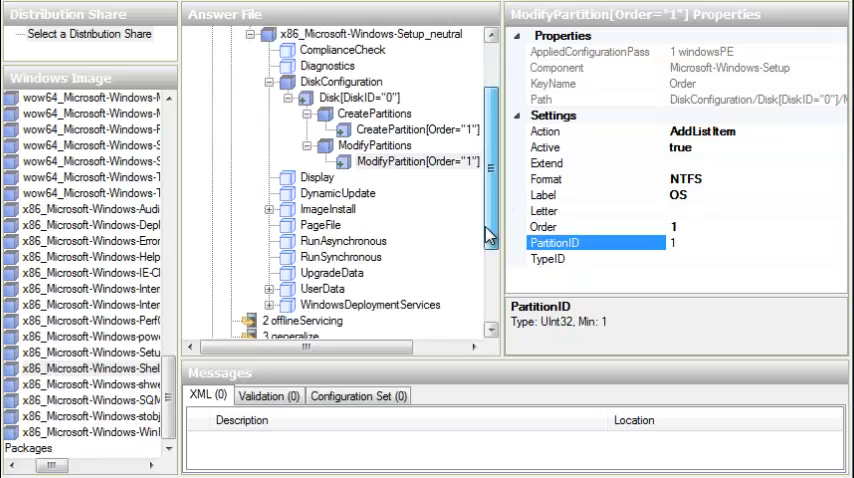 Distribution Share
Select a Distribution Share
Windows Image
wow64_Microsoft-Windows-
wow64_Microsoft-Windows-
wow64_Microsoft-Windows-
wow64_Microsoft-Windows-
wow64_Microsoft-Windows-
wow64_Microsoft-Windows-
wow64_Microsoft-Windows-
x86_Microsoft-Windows-Audi
x86_Microsoft-Windows-Depl
x86_Microsoft-Windows-Error
x86_Microsoft-Windows-Help
x86_Microsoft-Windows-IE-Cl
x86_Microsoft-Windows-Inter
x86_Microsoft-Windows-Inter
x86_Microsoft-Windows-Perf
x86_Microsoft-Windows-pow
x86_Microsoft-Windows-Setu
x86_Microsoft-Windows-Shel
x86_Microsoft-Windows-shw
x86_Microsoft-Windows-SQM
x86_Microsoft-Windows-stobj
x86_Microsoft-Windows-Winl
Packages
Answer File
x86_Microsoft-Windows-Setup_neutral
ComplianceCheck
Diagnostics
DiskConfiguration
Disk[DiskID="0"]
CreatePartitions
CreatePartition[Order="1"]
ModifyPartitions
ModifyPartition[Order="1"]
Display
DynamicUpdate
ImageInstall
PageFile
RunAsynchronous
RunSynchronous
UpgradeData
UserData
WindowsDeploymentServices
2 offlineServicing
3 generalize
ModifyPartition[Order="1"] Properties
Properties
AppliedConfigurationPass 1 windowsPE
Component Microsoft-Windows-Setup
KeyName Order
Path DiskConfiguration/Disk[DiskID="0"]/M
Settings
Action AddListItem
Active true
Extend
Format NTFS
Label OS
Letter
Order 1
PartitionID 1
TypeID
PartitionID
Type: UInt32, Min: 1
Messages
XML (0) Validation (0) Configuration Set (0)
Description Location